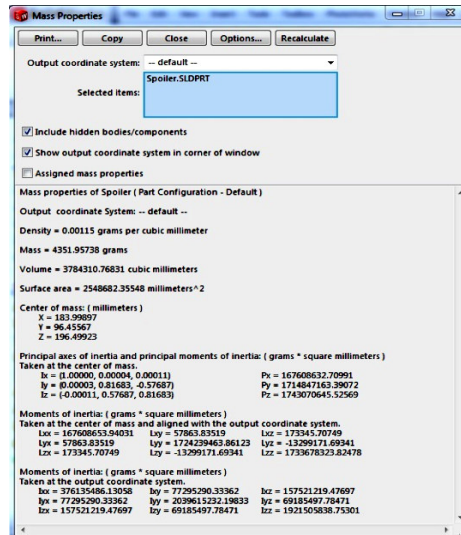 Mass Properties
Print... Copy Close Options... Recalculate
Output coordinate system: -- default --
Spoiler.SLDPRT
Selected items:
Include hidden bodies/components
Show output coordinate system in corner of window
Assigned mass properties
Mass properties of Spoiler ( Part Configuration - Default )
Output coordinate System: -- default --
Density = 0.00115 grams per cubic millimeter
Mass = 4351.95738 grams
Volume = 3784310.76831 cubic millimeters
Surface area = 2548682.35548 millimeters^2
Center of mass: ( millimeters )
X = 183.99897
Y = 96.45567
Z = 196.49923
Principal axes of inertia and principal moments of inertia: ( grams * square millimeters )
Taken at the center of mass.
Ix = (1.00000, 0.00004, 0.00011) Px = 167608632.70991
Iy = (0.00003, 0.81683, -0.57687) Py = 1714847163.39072
Iz = (-0.00011, 0.57687, 0.81683) Pz = 1743070645.52569
Moments of inertia: ( grams * square millimeters )
Taken at the center of mass and aligned with the output coordinate system.
Lxx = 167608653.94031 Lxy = 57863.83519 Lxz = 173345.70749
Lyx = 57863.83519 Lyy = 1724239463.86123 Lyz = -13299171.69341
Lzx = 173345.70749 Lzy = -13299171.69341 Lzz = 1733678323.82478
Moments of inertia: ( grams * square millimeters )
Taken at the output coordinate system.
Ixx = 376135486.13058 Ixy = 77295290.33362 Ixz = 157521219.47697
Iyx = 77295290.33362 Iyy = 2039615232.19833 Iyz = 69185497.78471
Izx = 157521219.47697 Izy = 69185497.78471 Izz = 1921505838.75301